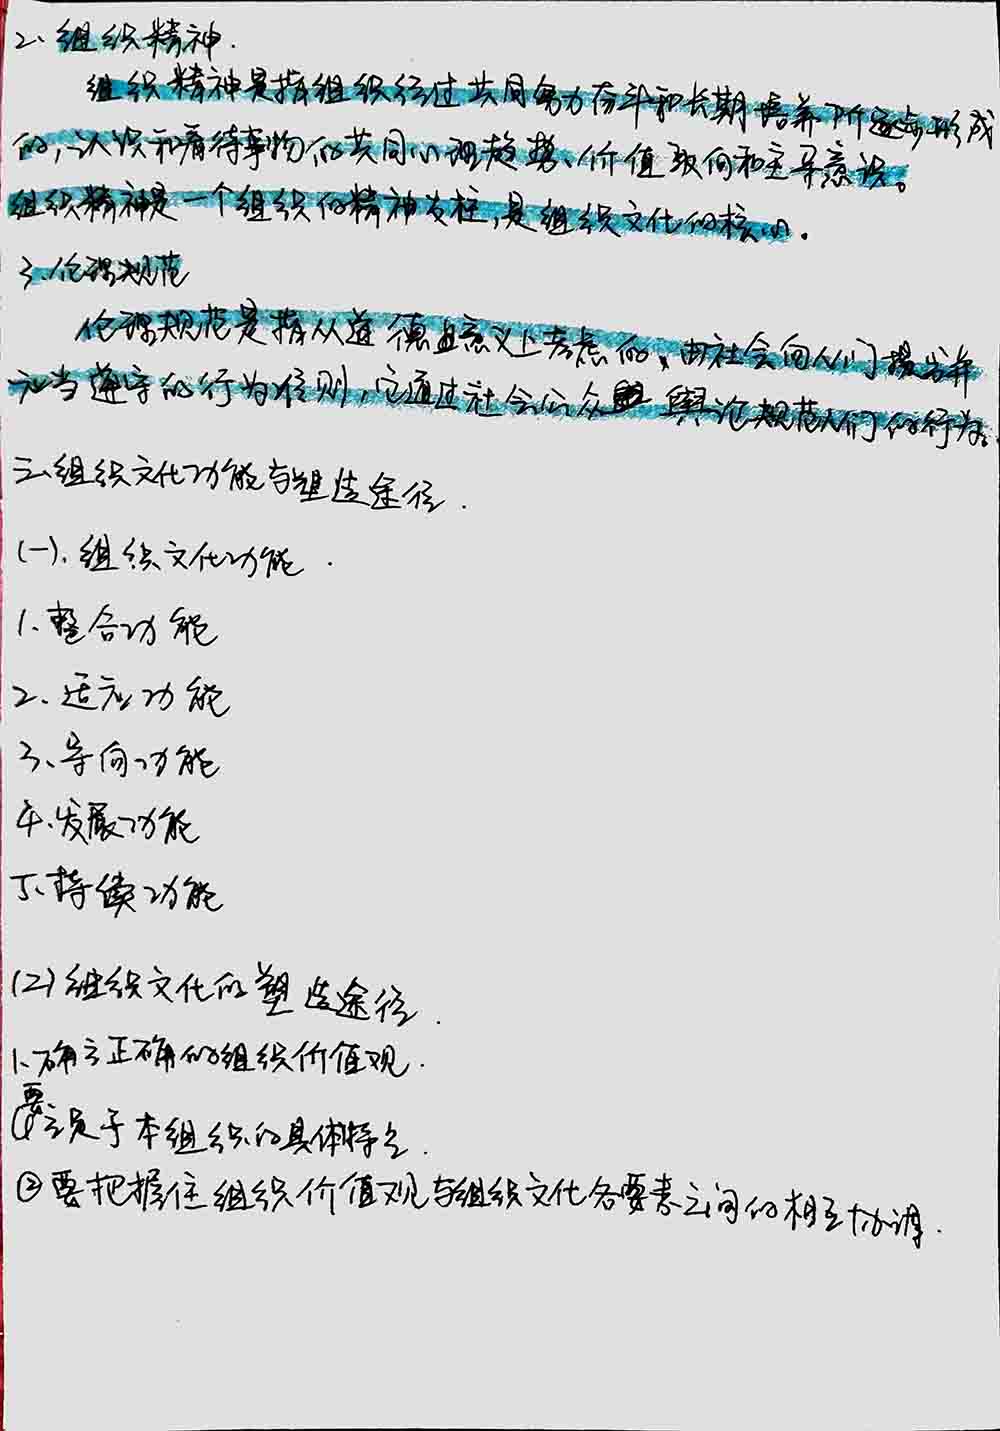 2、组织精神.
组织精神是指组织经过共同努力奋斗和长期培养所逐步形成
的,认识和看待事物的共同心理趋势、价值取向和主导意识。
组织精神是一个组织的精神支柱,是组织文化的核心.
3、伦理规范
伦理规范是指从道德意义上考虑的、由社会向人们提出并
应当遵守的行为准则,它通过社会公众舆论规范人们的行为。
三、组织文化功能与塑造途径.
(一)、组织文化功能.
1、整合功能
2、适应功能
3、导向功能
4、发展功能
5、持续功能
(2)组织文化的塑造途径.
1、确立正确的组织价值观.
①要立足于本组织的具体特点.
②要把握住组织价值观与组织文化各要素之间的相互协调.